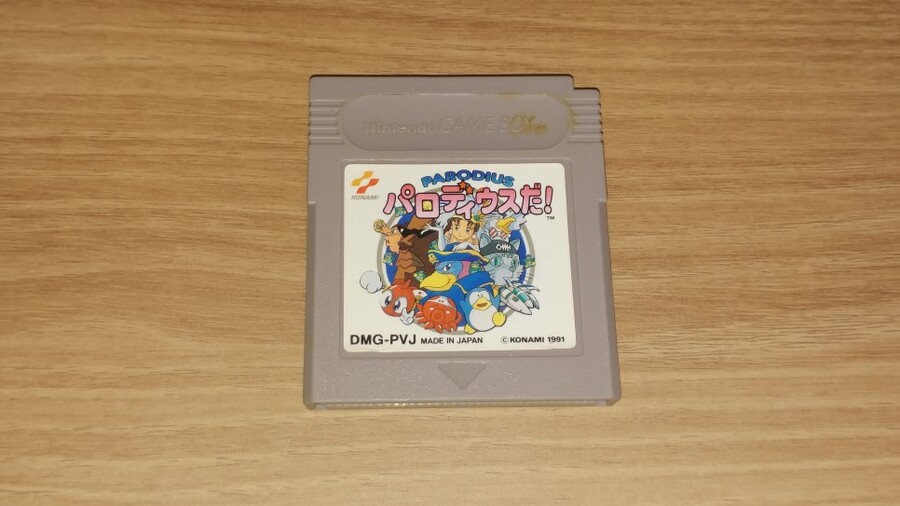 Nintendo GAME BOY
KONAMI
PARODIUS
パロディウスだ!
TM
DMG-PVJ MADE IN JAPAN
© KONAMI 1991